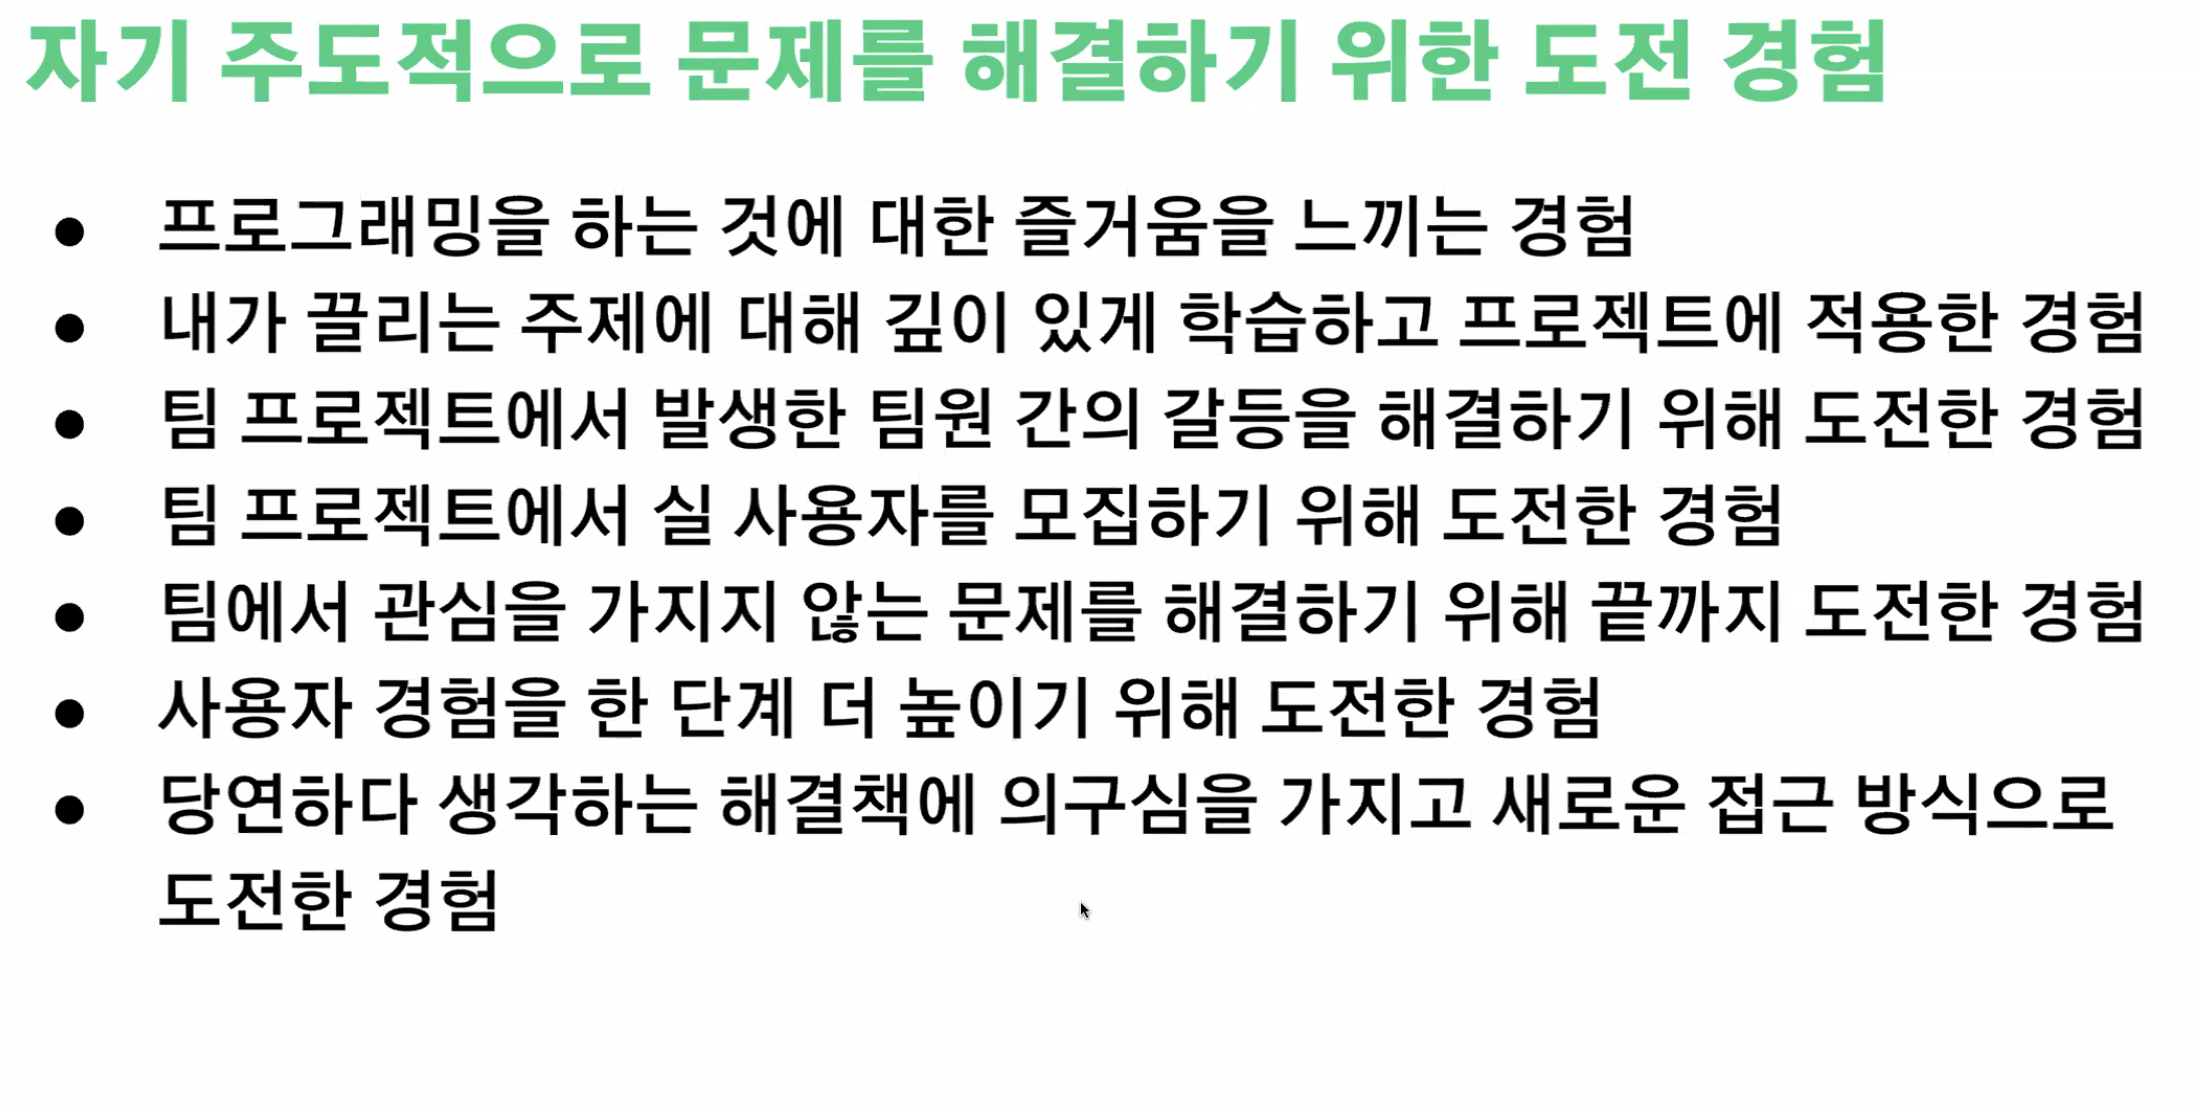 자기 주도적으로 문제를 해결하기 위한 도전 경험
● 프로그래밍을 하는 것에 대한 즐거움을 느끼는 경험
● 내가 끌리는 주제에 대해 깊이 있게 학습하고 프로젝트에 적용한 경험
● 팀 프로젝트에서 발생한 팀원 간의 갈등을 해결하기 위해 도전한 경험
● 팀 프로젝트에서 실 사용자를 모집하기 위해 도전한 경험
● 팀에서 관심을 가지지 않는 문제를 해결하기 위해 끝까지 도전한 경험
● 사용자 경험을 한 단계 더 높이기 위해 도전한 경험
● 당연하다 생각하는 해결책에 의구심을 가지고 새로운 접근 방식으로
도전한 경험